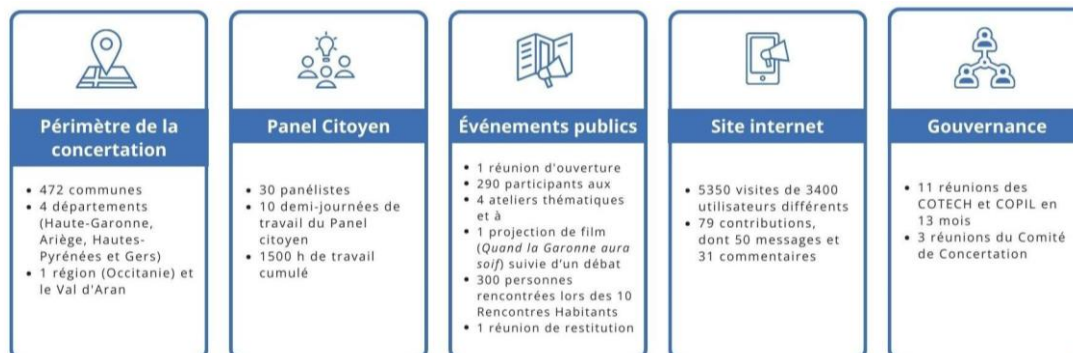 Périmètre de la
concertation
• 472 communes
• 4 départements
(Haute-Garonne,
Ariège, Hautes-
Pyrénées et Gers)
• 1 région (Occitanie) et
le Val d'Aran
Panel Citoyen
• 30 panélistes
• 10 demi-journées de
travail du Panel
citoyen
• 1500 h de travail
cumulé
Événements publics
• 1 réunion d'ouverture
• 290 participants aux
• 4 ateliers thématiques
et à
• 1 projection de film
(Quand la Garonne aura
soif) suivie d'un débat
• 300 personnes
rencontrées lors des 10
Rencontres Habitants
• 1 réunion de restitution
Site internet
• 5350 visites de 3400
utilisateurs différents
• 79 contributions,
dont 50 messages et
31 commentaires
Gouvernance
• 11 réunions des
COTECH et COPIL en
13 mois
• 3 réunions du Comité
de Concertation